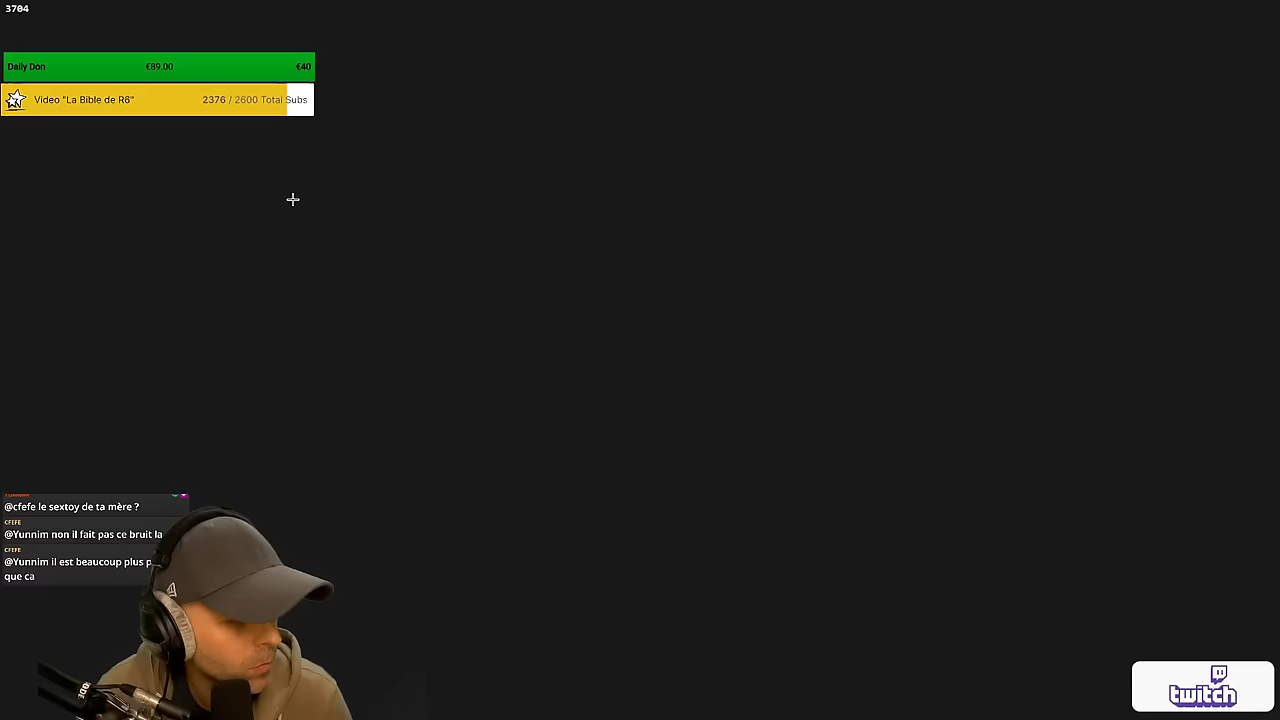 3704
Daily Don €89.00 €40
Video "La Bible de R6" 2376 / 2600 Total Subs
@cfefe le sextoy de ta mère ?
CFEFE
@Yunnim non il fait pas ce bruit la
CFEFE
@Yunnim il est beaucoup plus
que ca
twitch